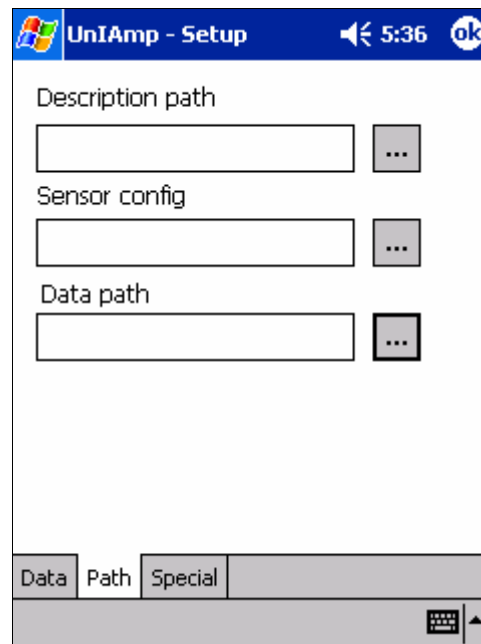 UnIAmp - Setup 5:36 ok
Description path
...
Sensor config
...
Data path
...
Data Path Special